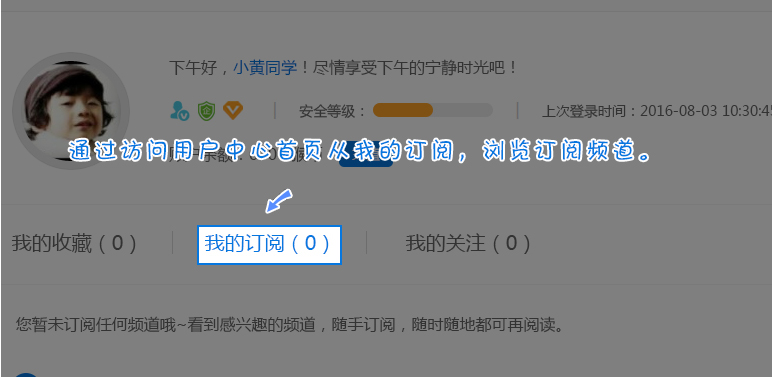 下午好，小黄同学！尽情享受下午的宁静时光吧！
安全等级： 上次登录时间：2016-08-03 10:30:45
通过访问用户中心首页从我的订阅，浏览订阅频道。
我的收藏（0） 我的订阅（0） 我的关注（0）
您暂未订阅任何频道哦~看到感兴趣的频道，随手订阅，随时随地都可再阅读。